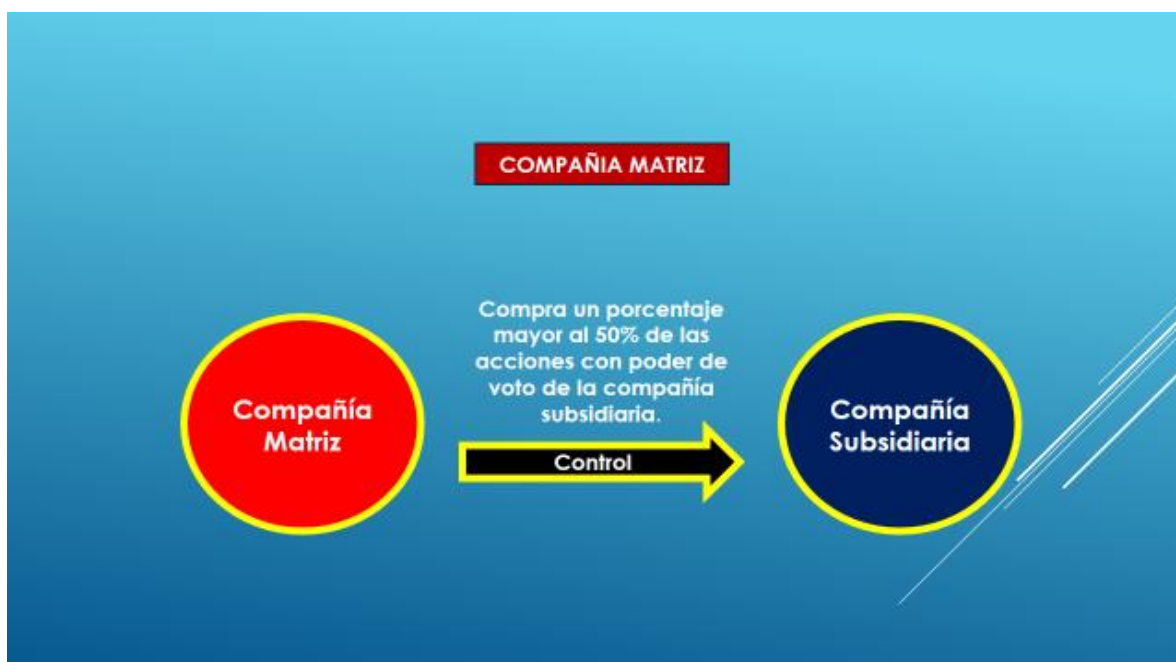 COMPAÑIA MATRIZ
Compra un porcentaje
mayor al 50% de las
acciones con poder de
voto de la compañía
subsidiaria.
Compañía
Matriz
Control
Compañía
Subsidiaria